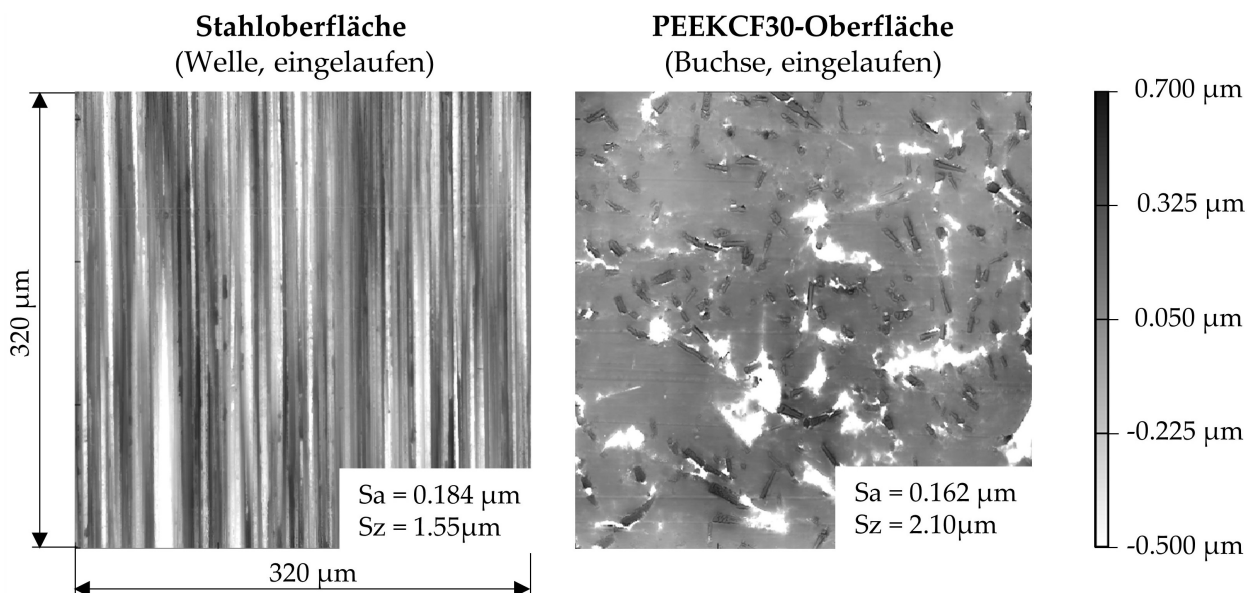 Stahloberfläche
(Welle, eingelaufen)
PEEKCF30-Oberfläche
(Buchse, eingelaufen)
320 µm
Sa = 0.184 µm
Sz = 1.55µm
320 µm
Sa = 0.162 µm
Sz = 2.10µm
0.700 µm
0.325 µm
0.050 µm
-0.225 µm
-0.500 µm